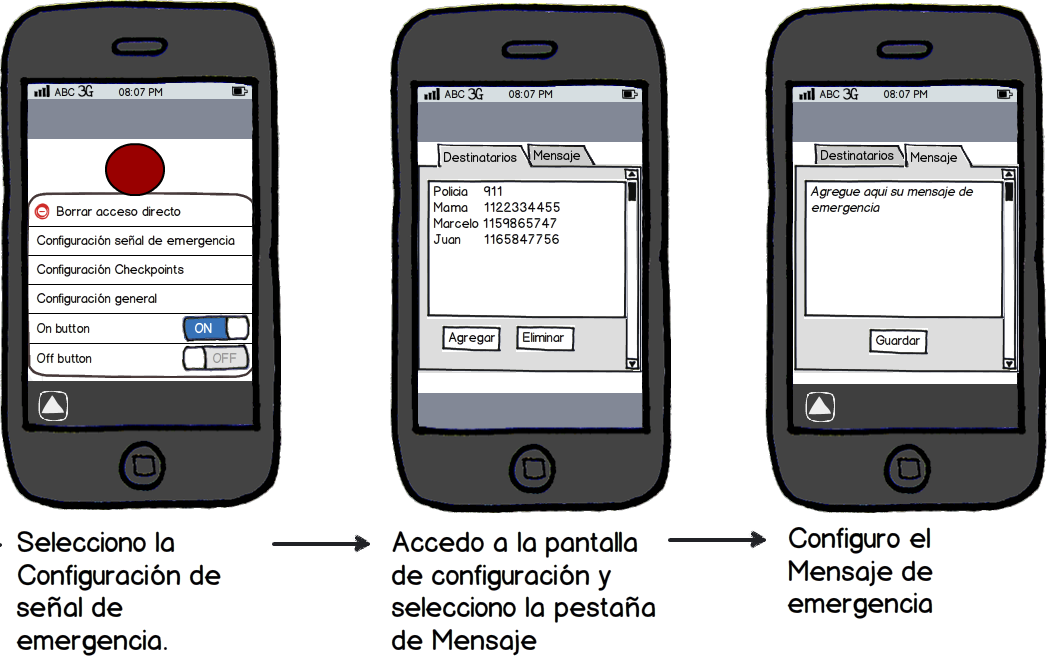 ABC 3G 08:07 PM
Borrar acceso directo
Configuración señal de emergencia
Configuración Checkpoints
Configuración general
On button ON
Off button OFF
Selecciono la
Configuración de
señal de
emergencia.
ABC 3G 08:07 PM
Destinatarios Mensaje
Policia 911
Mama 1122334455
Marcelo 1159865747
Juan 1165847756
Agregar Eliminar
Accedo a la pantalla
de configuración y
selecciono la pestaña
de Mensaje
ABC 3G 08:07 PM
Destinatarios Mensaje
Agregue aqui su mensaje de
emergencia
Guardar
Configuro el
Mensaje de
emergencia